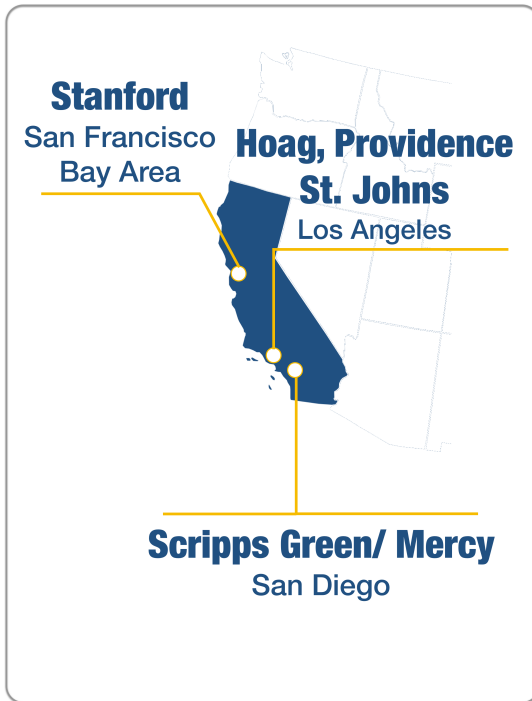 Stanford
San Francisco
Bay Area
Hoag, Providence
St. Johns
Los Angeles
Scripps Green/ Mercy
San Diego